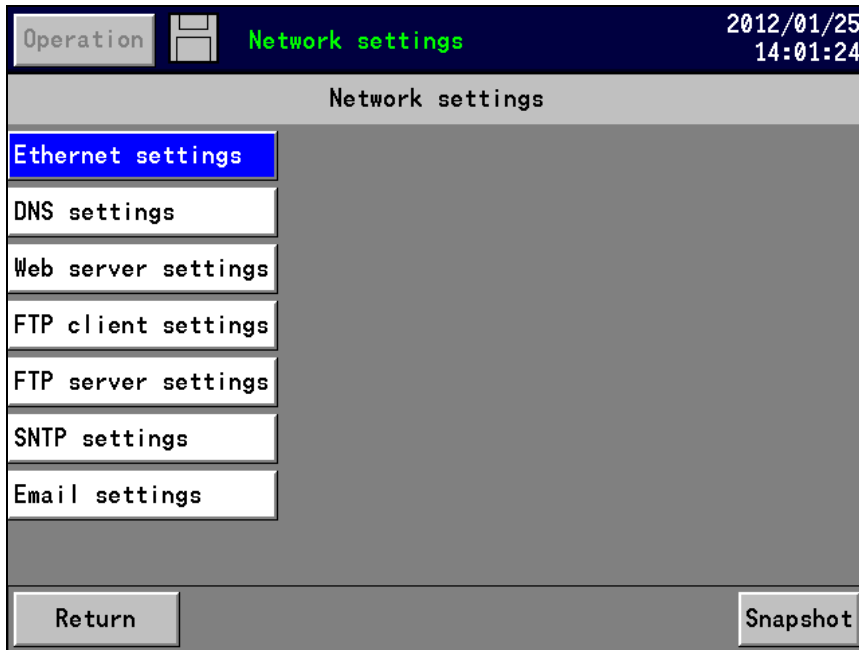 Operation
Network settings
2012/01/25
14:01:24
Network settings
Ethernet settings
DNS settings
Web server settings
FTP client settings
FTP server settings
SNTP settings
Email settings
Return
Snapshot